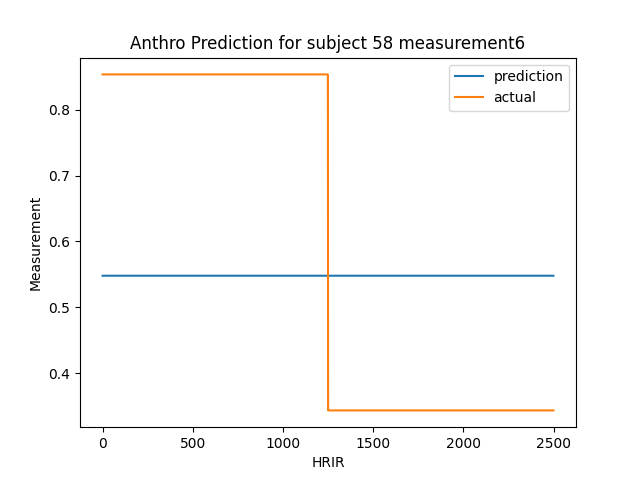 Anthro Prediction for subject 58 measurement6
prediction
actual
0.8
0.7
0.6
0.5
0.4
Measurement
0 500 1000 1500 2000 2500
HRIR